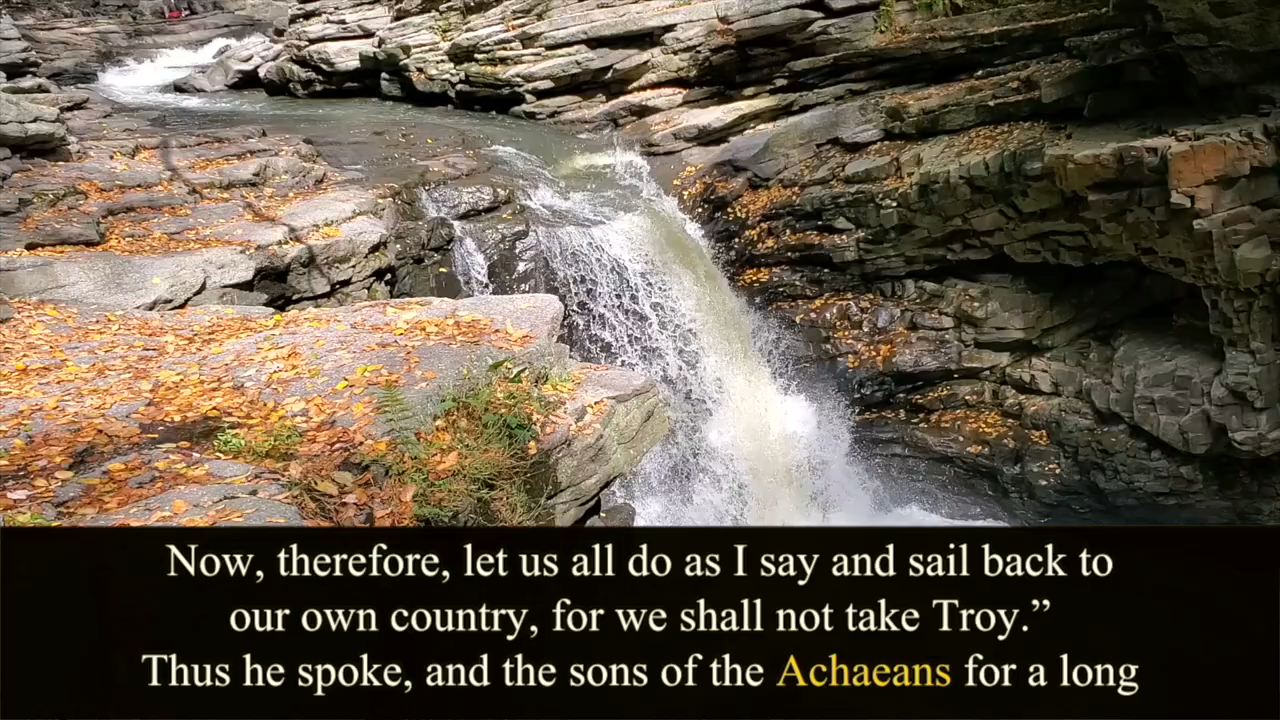 Now, therefore, let us all do as I say and sail back to
our own country, for we shall not take Troy.”
Thus he spoke, and the sons of the Achaeans for a long